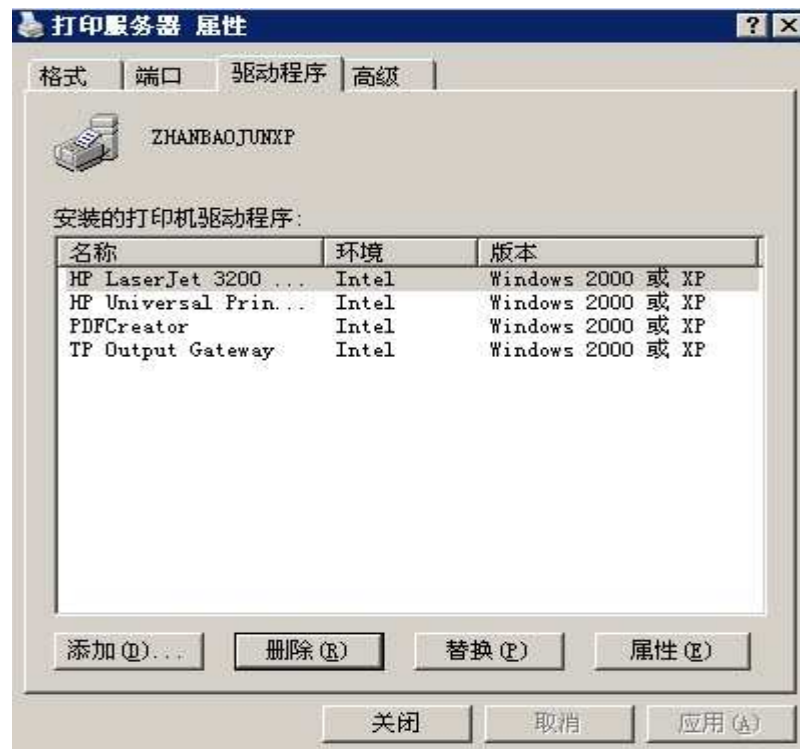 打印服务器 属性
格式 端口 驱动程序 高级
ZHANBAOJUNXP
安装的打印机驱动程序:
名称 环境 版本
HP LaserJet 3200 ... Intel Windows 2000 或 XP
HP Universal Prin... Intel Windows 2000 或 XP
PDFCreator Intel Windows 2000 或 XP
TP Output Gateway Intel Windows 2000 或 XP
添加(D)... 删除(R) 替换(P) 属性(E)
关闭 取消 应用(A)